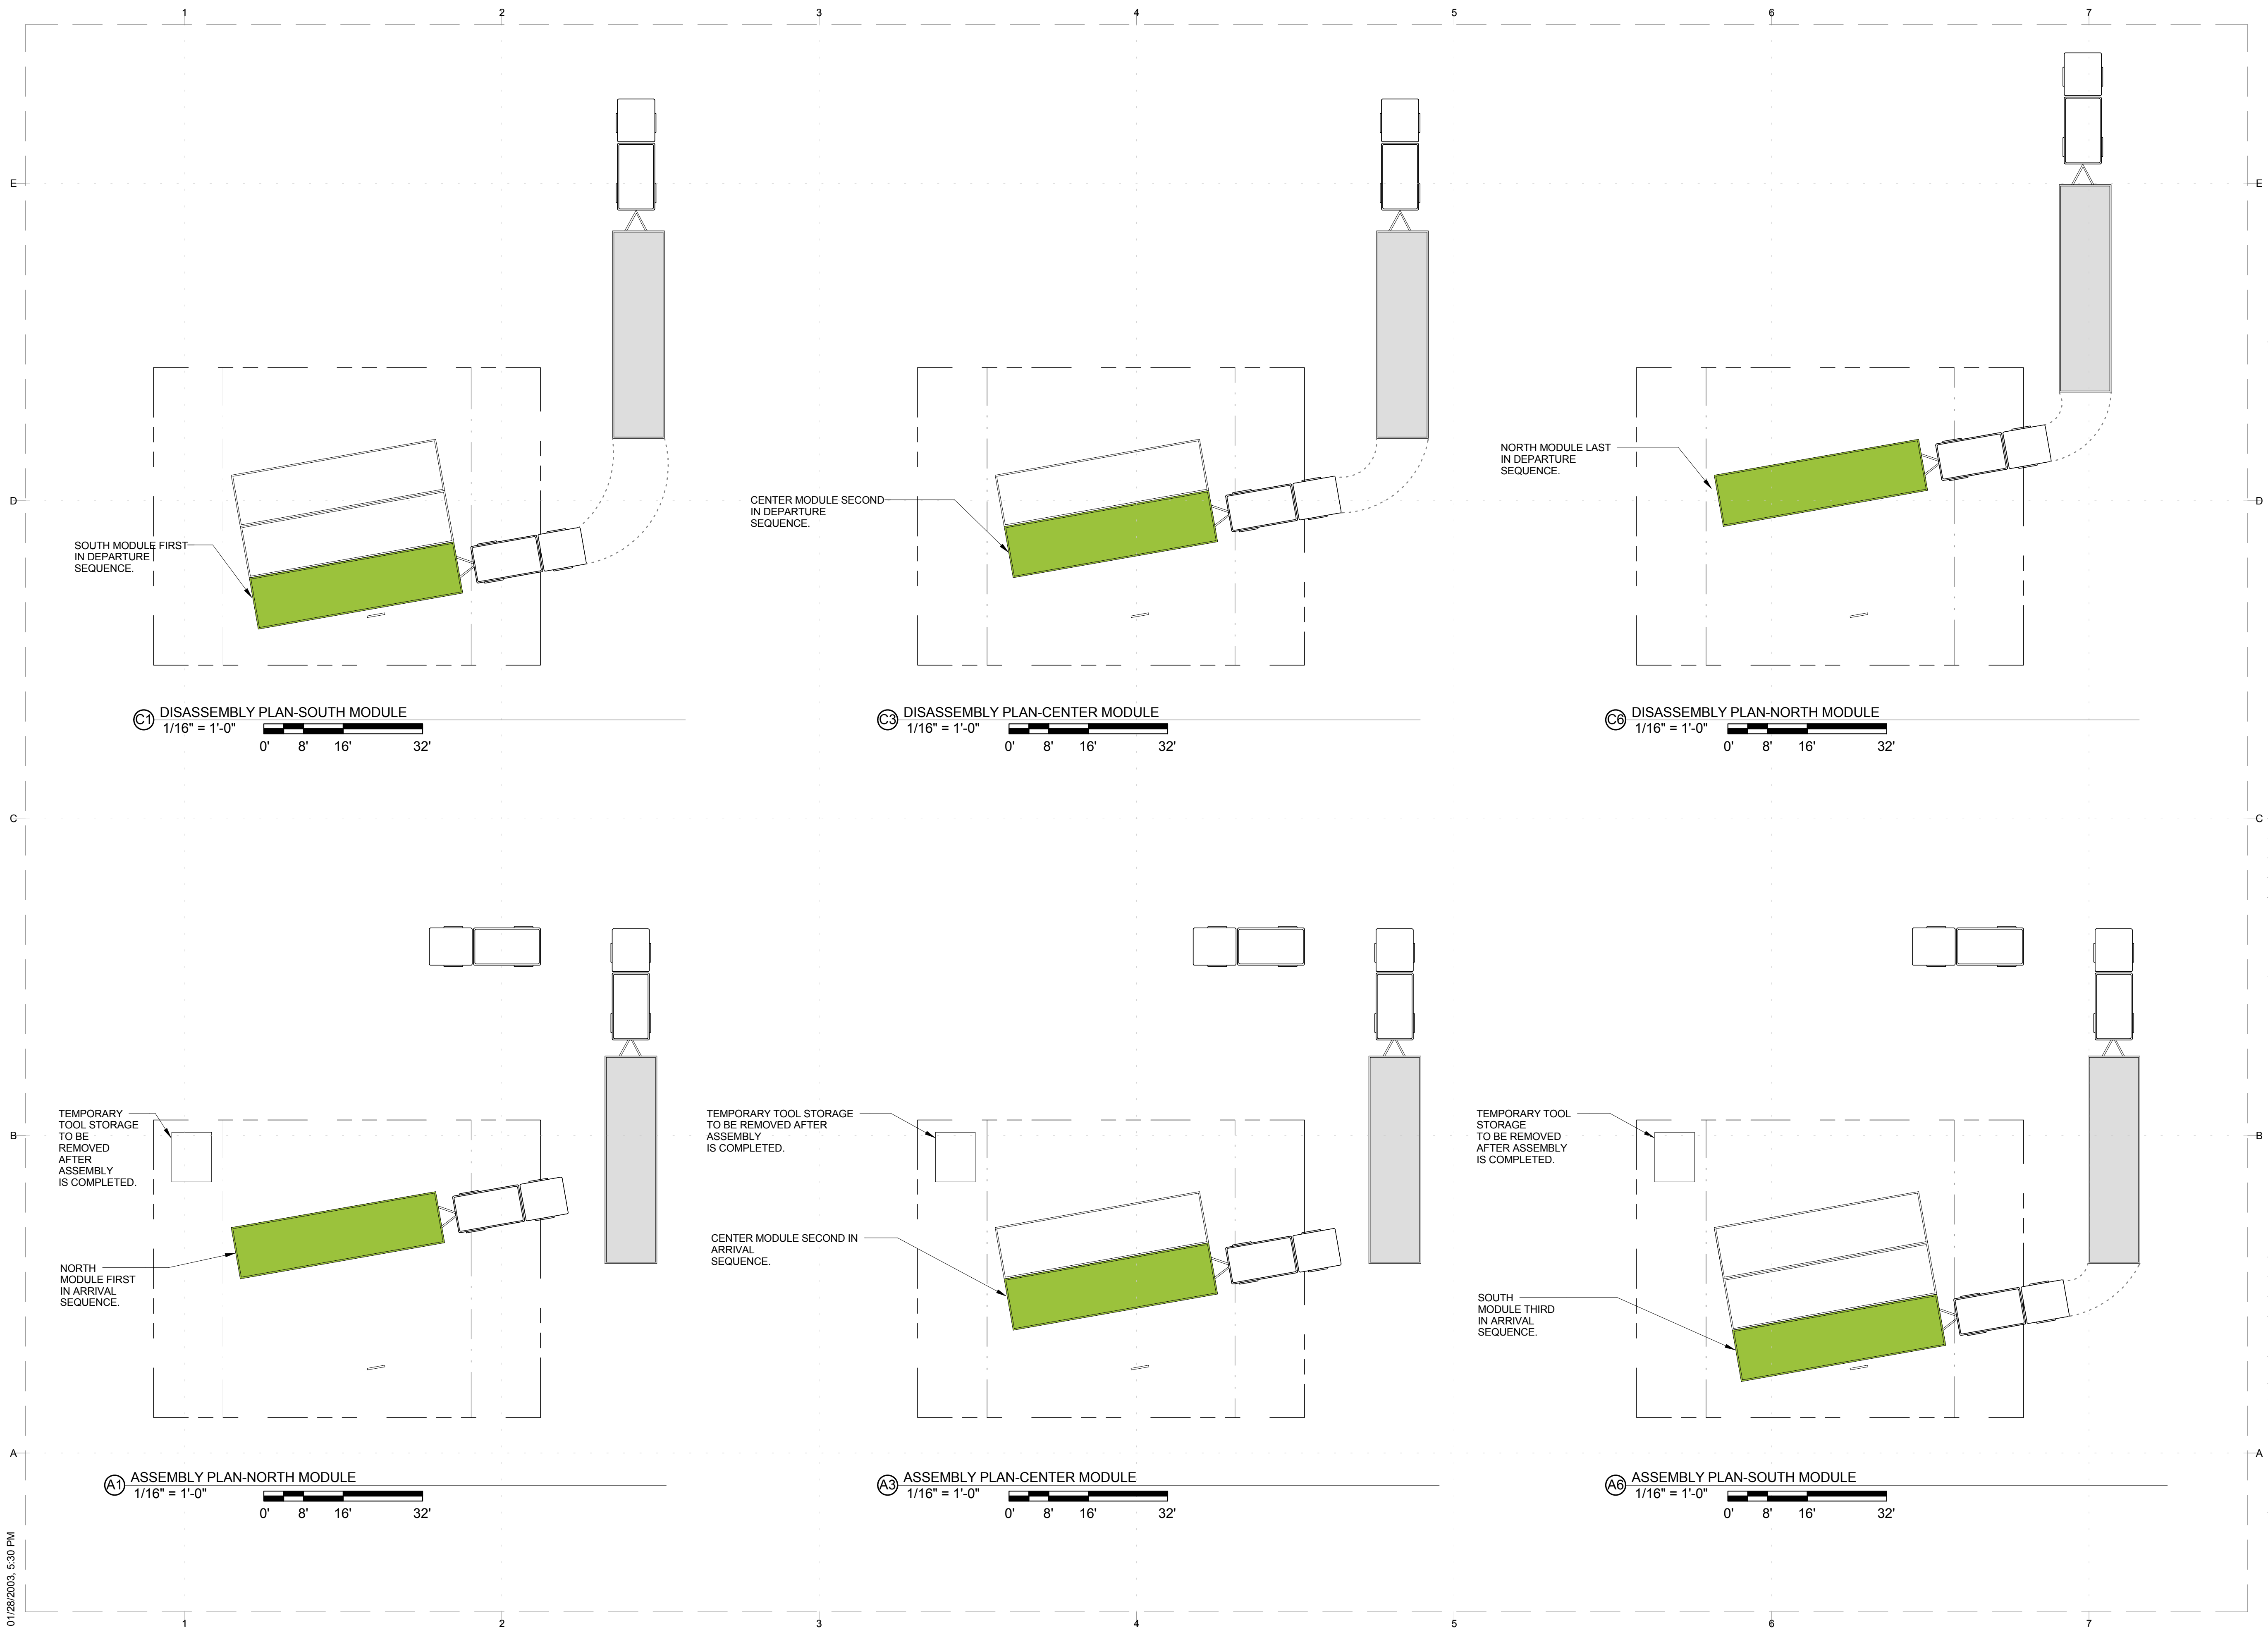 1 2 3 4 5 6 7
E E
D D
SOUTH MODULE FIRST
IN DEPARTURE
SEQUENCE.
CENTER MODULE SECOND
IN DEPARTURE
SEQUENCE.
NORTH MODULE LAST
IN DEPARTURE
SEQUENCE.
C1 DISASSEMBLY PLAN-SOUTH MODULE
1/16" = 1'-0"
0' 8' 16' 32'
C3 DISASSEMBLY PLAN-CENTER MODULE
1/16" = 1'-0"
0' 8' 16' 32'
C6 DISASSEMBLY PLAN-NORTH MODULE
1/16" = 1'-0"
0' 8' 16' 32'
C C
B B
TEMPORARY
TOOL STORAGE
TO BE
REMOVED
AFTER
ASSEMBLY
IS COMPLETED.
NORTH
MODULE FIRST
IN ARRIVAL
SEQUENCE.
TEMPORARY TOOL STORAGE
TO BE REMOVED AFTER
ASSEMBLY
IS COMPLETED.
CENTER MODULE SECOND IN
ARRIVAL
SEQUENCE.
TEMPORARY TOOL
STORAGE
TO BE REMOVED
AFTER ASSEMBLY
IS COMPLETED.
SOUTH
MODULE THIRD
IN ARRIVAL
SEQUENCE.
A A
A1 ASSEMBLY PLAN-NORTH MODULE
1/16" = 1'-0"
0' 8' 16' 32'
A3 ASSEMBLY PLAN-CENTER MODULE
1/16" = 1'-0"
0' 8' 16' 32'
A6 ASSEMBLY PLAN-SOUTH MODULE
1/16" = 1'-0"
0' 8' 16' 32'
01/28/2003, 5:30 PM
1 2 3 4 5 6 7